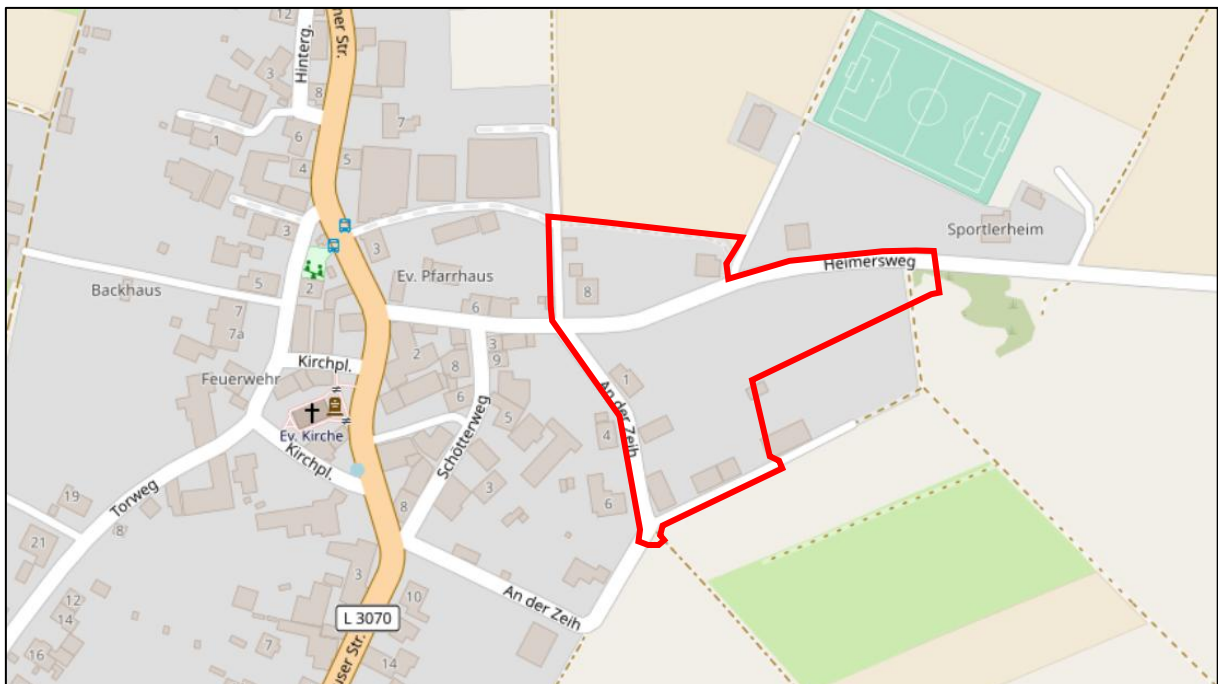 12
ner Str.
Hinterg.
3
8
7
1
6
4
5
3
3
Sportlerheim
Ev. Pfarrhaus
Heimersweg
5
2
8
Backhaus
6
7
7a
3
2
9
8
Kirchpl.
Feuerwehr
1
6
An der Zeih
5
Ev. Kirche
4
Schötterweg
Kirchpl.
3
19
Torweg
6
8
8
21
3
An der Zeih
12
10
14
L 3070
7
16
user Str.
14